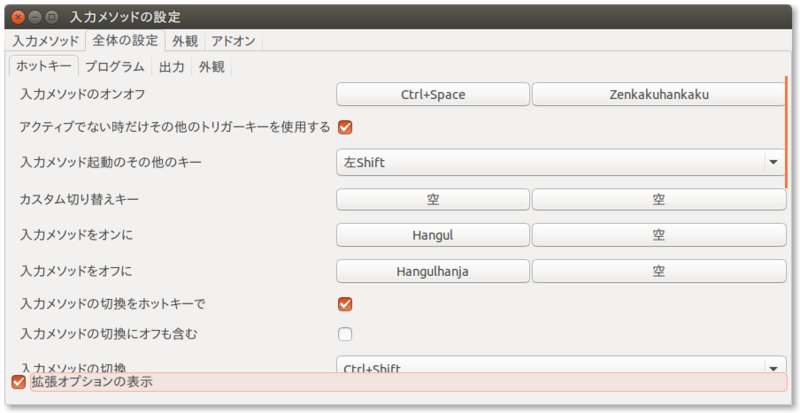 入力メソッドの設定
入力メソッド 全体の設定 外観 アドオン
ホットキー プログラム 出力 外観
入力メソッドのオンオフ Ctrl+Space Zenkakuhankaku
アクティブでない時だけその他のトリガーキーを使用する
入力メソッド起動のその他のキー 左Shift
カスタム切り替えキー 空 空
入力メソッドをオンに Hangul 空
入力メソッドをオフに Hangulhanja 空
入力メソッドの切換をホットキーで
入力メソッドの切換にオフも含む
入力メソッドの切換 Ctrl+Shift
拡張オプションの表示